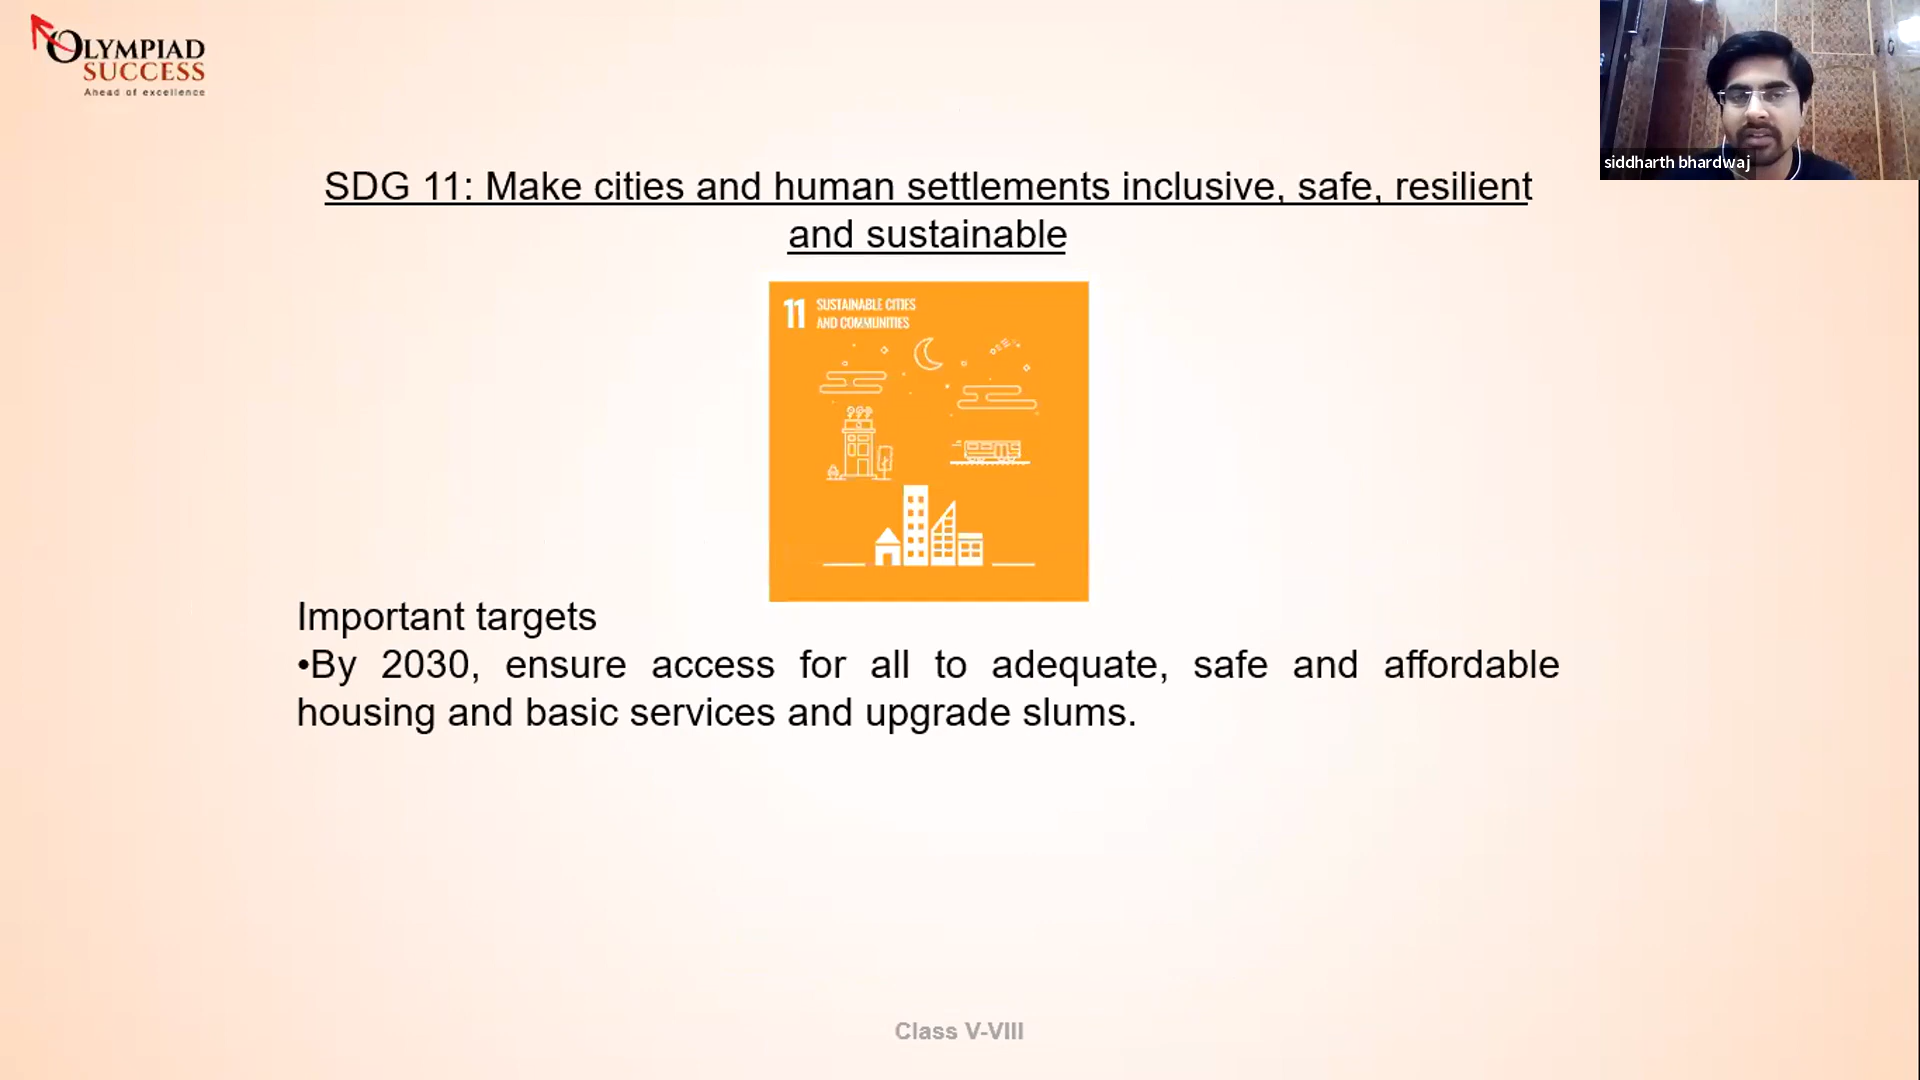 OLYMPIAD
SUCCESS
Ahead of excellence
siddharth bhardwaj
SDG 11: Make cities and human settlements inclusive, safe, resilient
and sustainable
11 SUSTAINABLE CITIES
AND COMMUNITIES
Important targets
•By 2030, ensure access for all to adequate, safe and affordable
housing and basic services and upgrade slums.
Class V-VIII